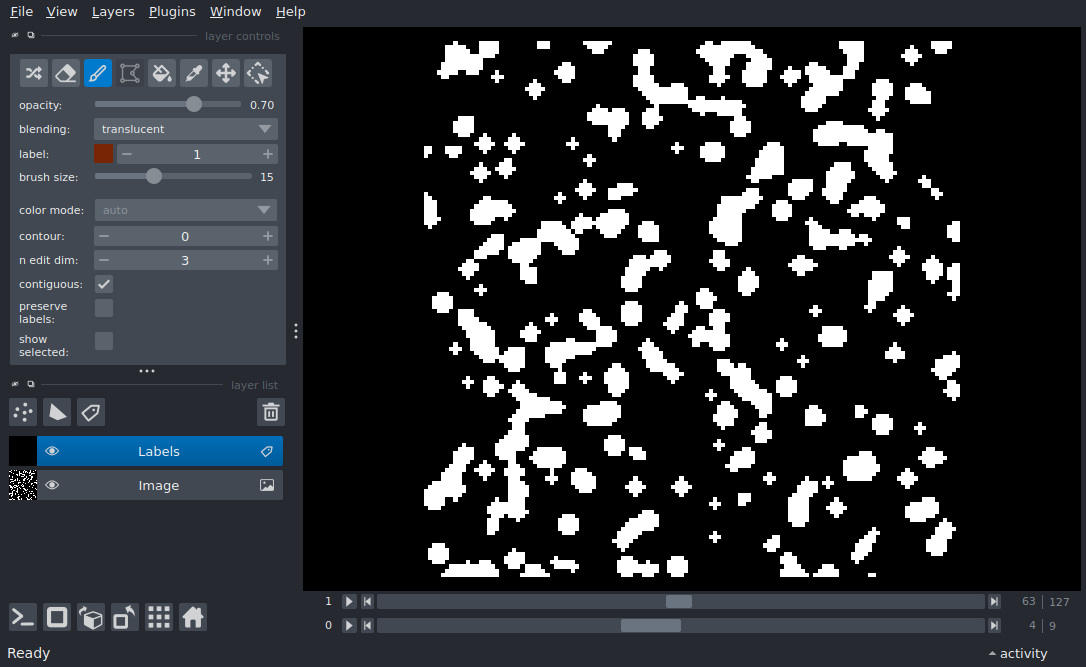 File View Layers Plugins Window Help
layer controls
opacity: 0.70
blending: translucent
label: 1
brush size: 15
color mode: auto
contour: 0
n edit dim: 3
contiguous:
preserve
labels:
show
selected:
layer list
Labels
Image
1 63 127
0 4 9
Ready activity